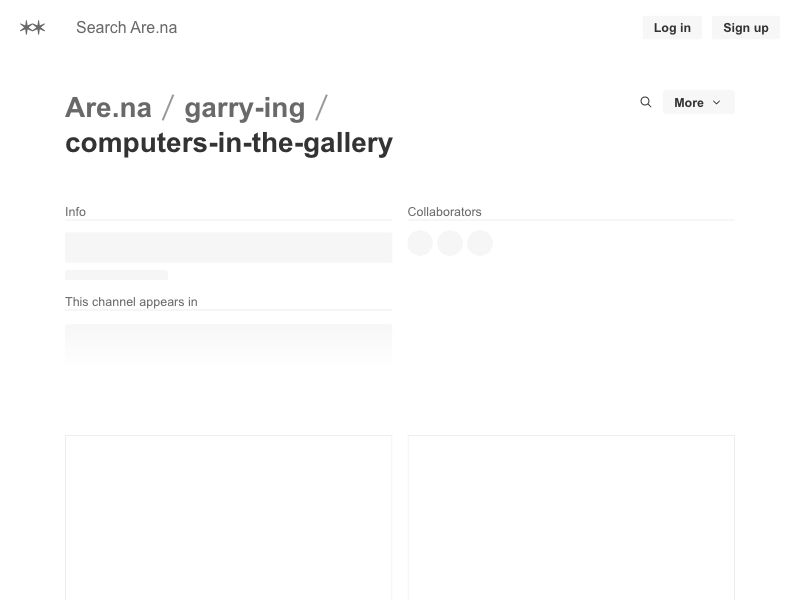 Search Are.na
Log in
Sign up
Are.na / garry-ing /
computers-in-the-gallery
More
Info
Collaborators
This channel appears in